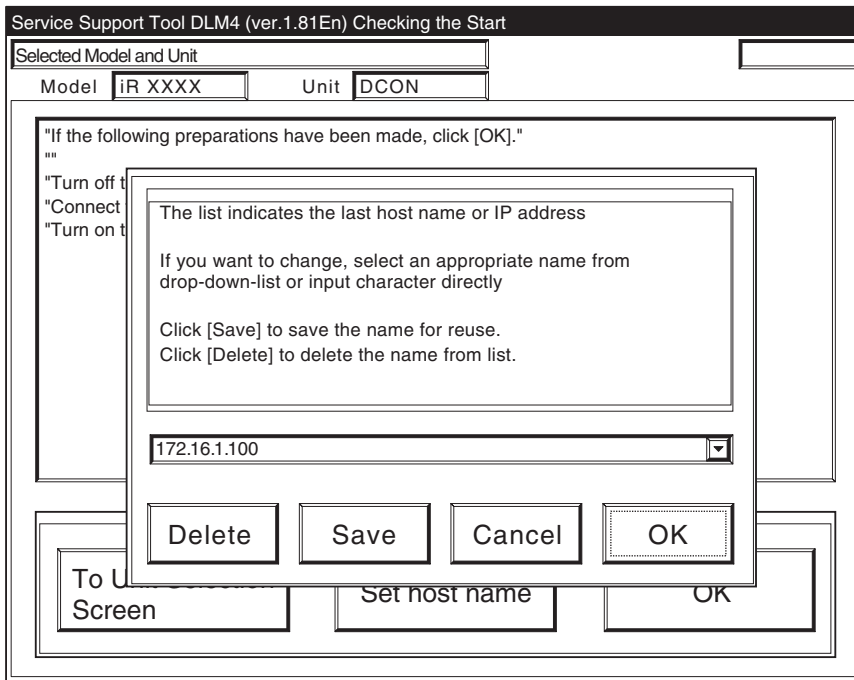 Service Support Tool DLM4 (ver.1.81En) Checking the Start
Selected Model and Unit
Model iR XXXX Unit DCON
"If the following preparations have been made, click [OK]."
""
"Turn off t
"Connect
"Turn on t
The list indicates the last host name or IP address
If you want to change, select an appropriate name from
drop-down-list or input character directly
Click [Save] to save the name for reuse.
Click [Delete] to delete the name from list.
172.16.1.100
Delete Save Cancel OK
To Unit Selection
Screen
Set host name
OK